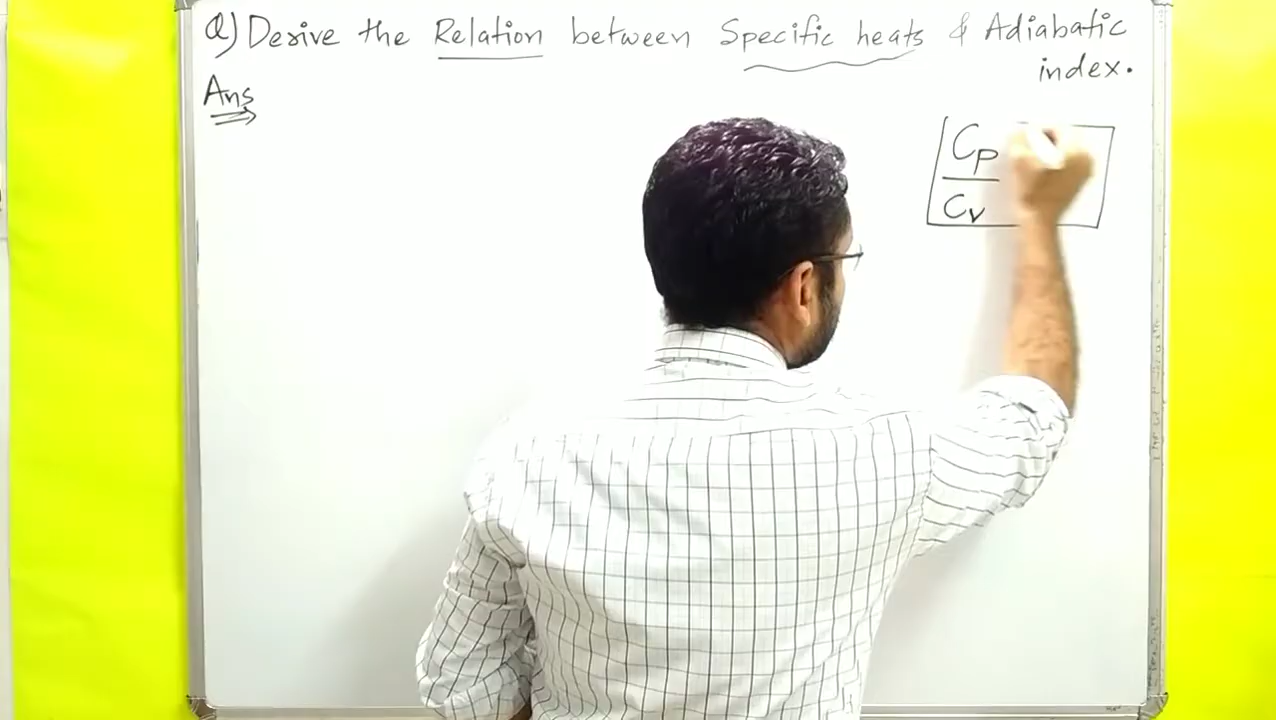 Q) Derive the Relation between Specific heats & Adiabatic
index.
Ans
Cp
Cv